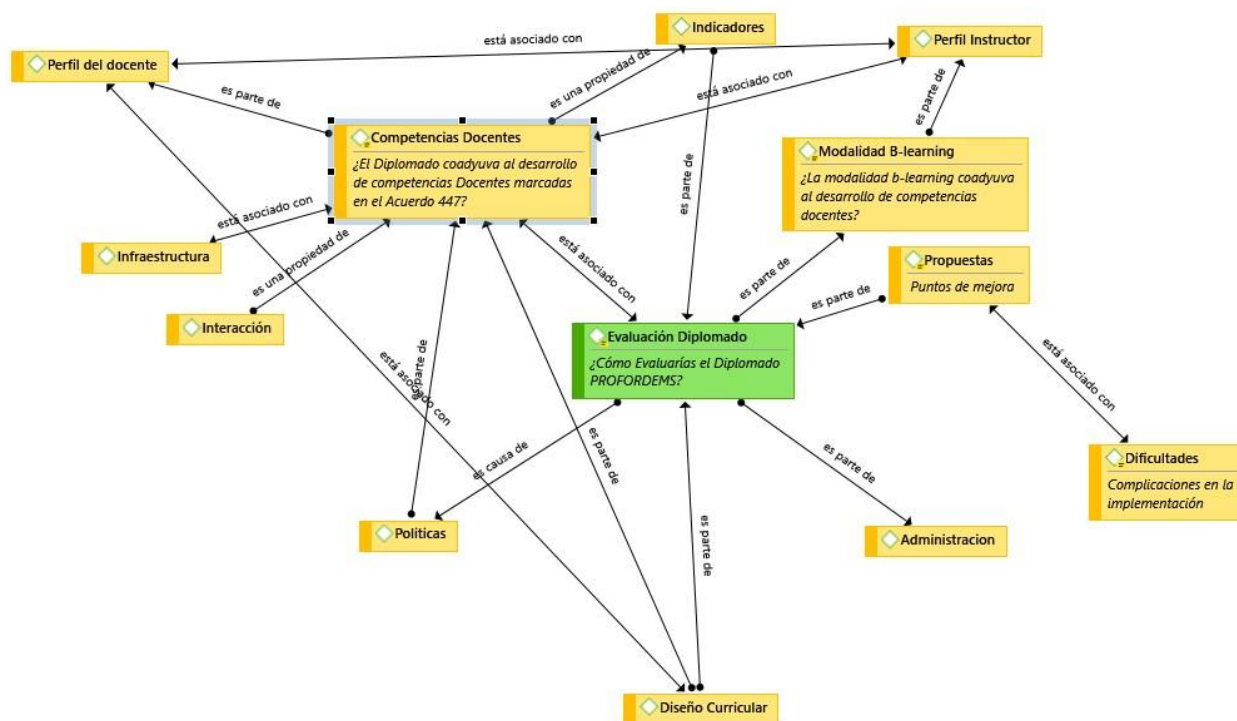 Indicadores
está asociado con
Perfil Instructor
Perfil del docente
es parte de
es una propiedad de
está asociado con
es parte de
Competencias Docentes
¿El Diplomado coadyuva al desarrollo
de competencias Docentes marcadas
en el Acuerdo 447?
Modalidad B-learning
¿La modalidad b-learning coadyuva
al desarrollo de competencias
docentes?
es parte de
está asociado con
Infraestructura
es una propiedad de
está asociado con
es parte de
Propuestas
Puntos de mejora
es parte de
Interacción
Evaluación Diplomado
¿Cómo Evaluarías el Diplomado
PROFORDEMS?
es parte de
está asociado con
está asociado con
es causa de
es parte de
es parte de
Dificultades
Complicaciones en la
implementación
Políticas
es parte de
Administracion
Diseño Curricular